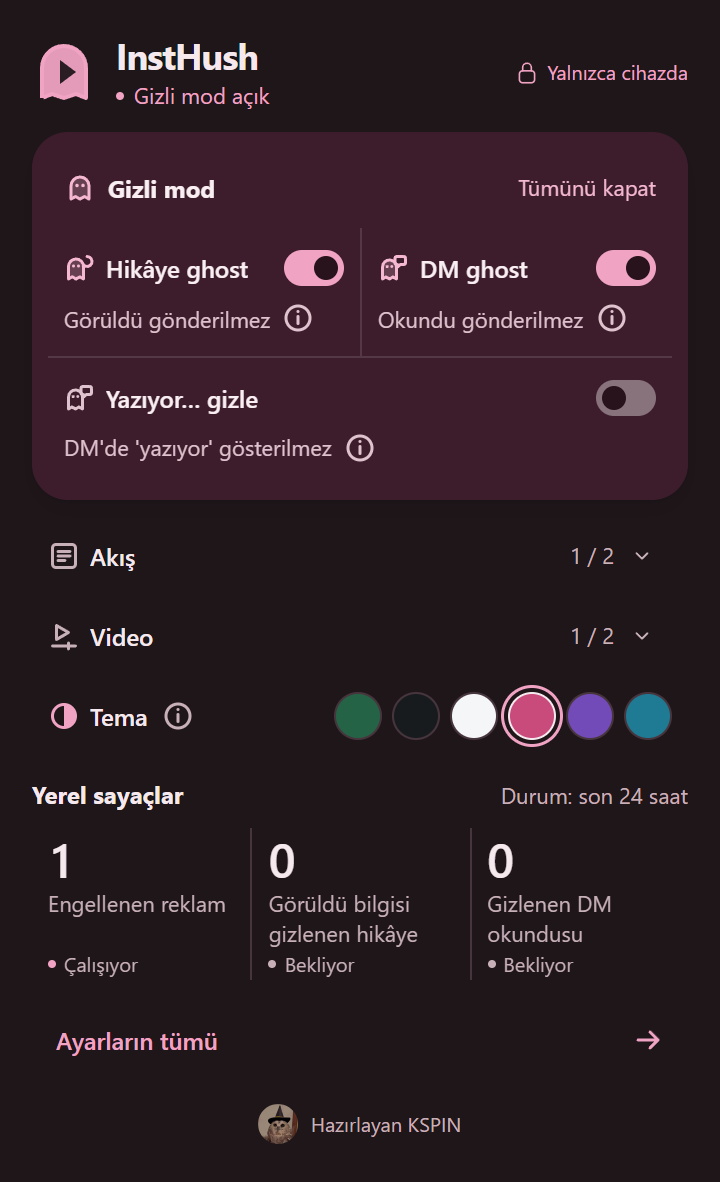 InstHush
Gizli mod açık
Yalnızca cihazda
Gizli mod
Tümünü kapat
Hikâye ghost
Görüldü gönderilmez
DM ghost
Okundu gönderilmez
Yazıyor... gizle
DM'de 'yazıyor' gösterilmez
Akış
1 / 2
Video
1 / 2
Tema
Yerel sayaçlar
Durum: son 24 saat
1
Engellenen reklam
Çalışıyor
0
Görüldü bilgisi
gizlenen hikâye
Bekliyor
0
Gizlenen DM
okundusu
Bekliyor
Ayarların tümü
Hazırlayan KSPIN